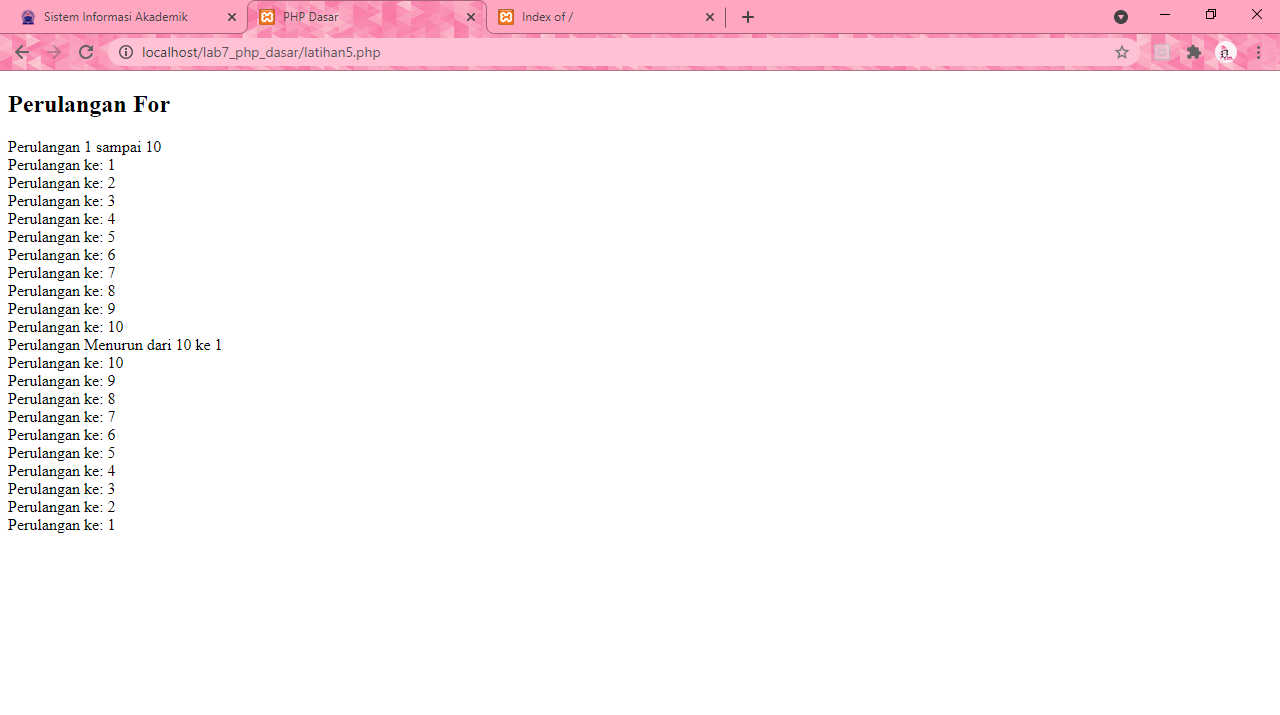 Sistem Informasi Akademik
PHP Dasar
Index of /
localhost/lab7_php_dasar/latihan5.php
Perulangan For
Perulangan 1 sampai 10
Perulangan ke: 1
Perulangan ke: 2
Perulangan ke: 3
Perulangan ke: 4
Perulangan ke: 5
Perulangan ke: 6
Perulangan ke: 7
Perulangan ke: 8
Perulangan ke: 9
Perulangan ke: 10
Perulangan Menurun dari 10 ke 1
Perulangan ke: 10
Perulangan ke: 9
Perulangan ke: 8
Perulangan ke: 7
Perulangan ke: 6
Perulangan ke: 5
Perulangan ke: 4
Perulangan ke: 3
Perulangan ke: 2
Perulangan ke: 1